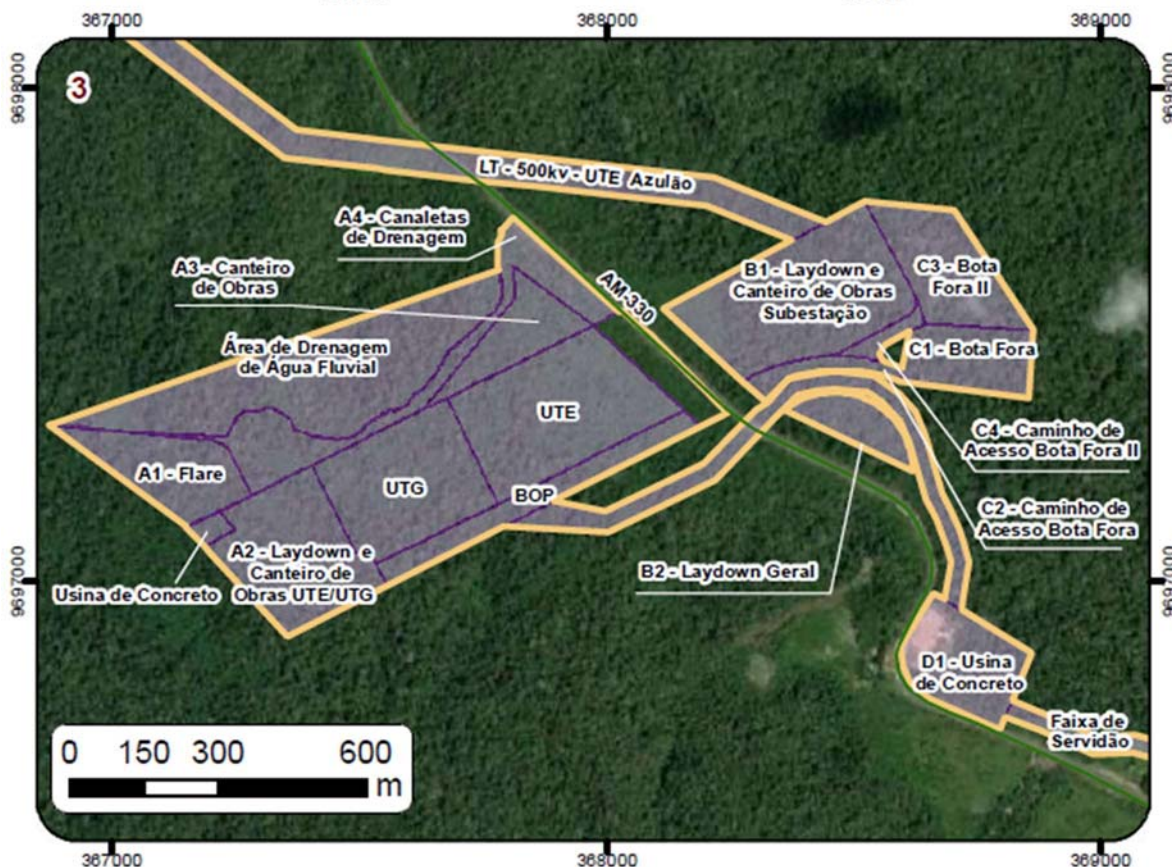 367000
368000
369000
9698000
9698000
3
LT - 500kv - UTE Azulão
A4 - Canaletas
de Drenagem
A3 - Canteiro
de Obras
AM-330
B1 - Laydown e
Canteiro de Obras
Subestação
C3 - Bota
Fora II
C1 - Bota Fora
Área de Drenagem
de Água Fluvial
UTE
C4 - Caminho de
Acesso Bota Fora II
A1 - Flare
UTG
BOP
C2 - Caminho de
Acesso Bota Fora
A2 - Laydown e
Canteiro de
Obras UTE/UTG
Usina de Concreto
B2 - Laydown Geral
9697000
9697000
D1 - Usina
de Concreto
Faixa de
Servidão
0 150 300 600
m
367000
368000
369000